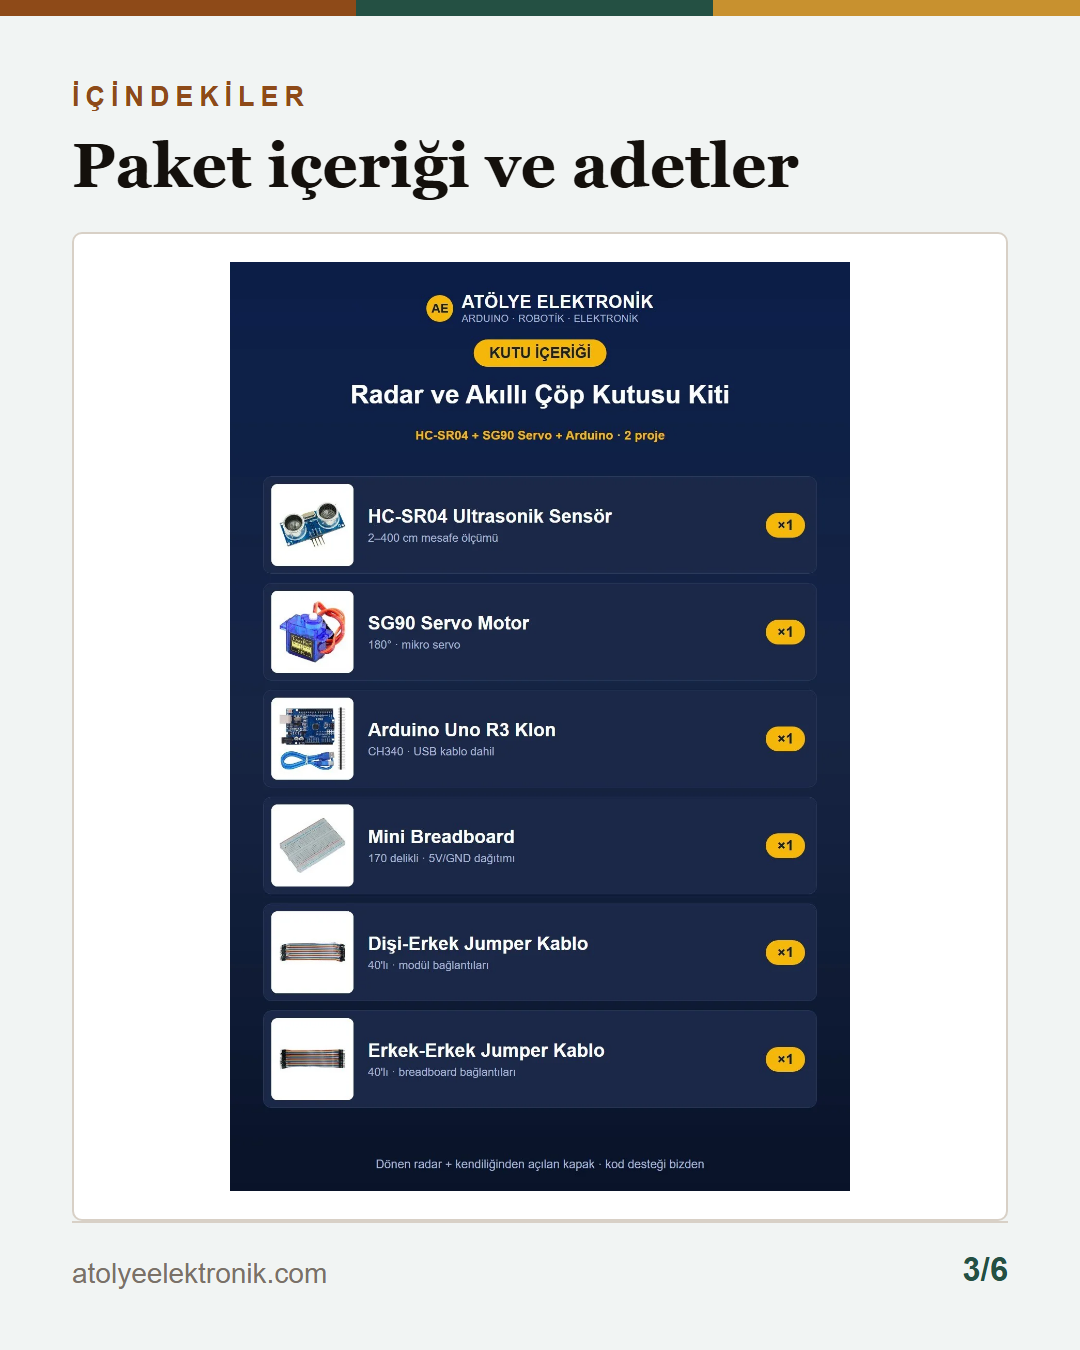 İÇİNDEKİLER
Paket içeriği ve adetler
AE
ATÖLYE ELEKTRONİK
ARDUINO · ROBOTİK · ELEKTRONİK
KUTU İÇERİĞİ
Radar ve Akıllı Çöp Kutusu Kiti
HC-SR04 + SG90 Servo + Arduino · 2 proje
HC-SR04 Ultrasonik Sensör
2–400 cm mesafe ölçümü
×1
SG90 Servo Motor
180° · mikro servo
×1
Arduino Uno R3 Klon
CH340 · USB kablo dahil
×1
Mini Breadboard
170 delikli · 5V/GND dağıtımı
×1
Dişi-Erkek Jumper Kablo
40'lı · modül bağlantıları
×1
Erkek-Erkek Jumper Kablo
40'lı · breadboard bağlantıları
×1
Dönen radar + kendiliğinden açılan kapak · kod desteği bizden
atolyeelektronik.com
3/6